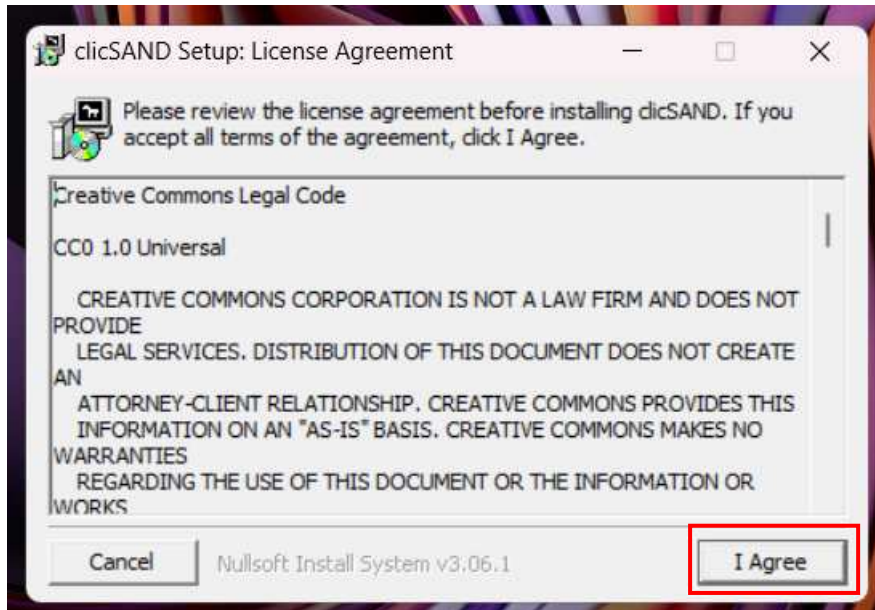 clicSAND Setup: License Agreement
Please review the license agreement before installing clicSAND. If you
accept all terms of the agreement, click I Agree.
Creative Commons Legal Code
CC0 1.0 Universal
CREATIVE COMMONS CORPORATION IS NOT A LAW FIRM AND DOES NOT
PROVIDE
LEGAL SERVICES. DISTRIBUTION OF THIS DOCUMENT DOES NOT CREATE
AN
ATTORNEY-CLIENT RELATIONSHIP. CREATIVE COMMONS PROVIDES THIS
INFORMATION ON AN "AS-IS" BASIS. CREATIVE COMMONS MAKES NO
WARRANTIES
REGARDING THE USE OF THIS DOCUMENT OR THE INFORMATION OR
WORKS
Cancel
Nullsoft Install System v3.06.1
I Agree